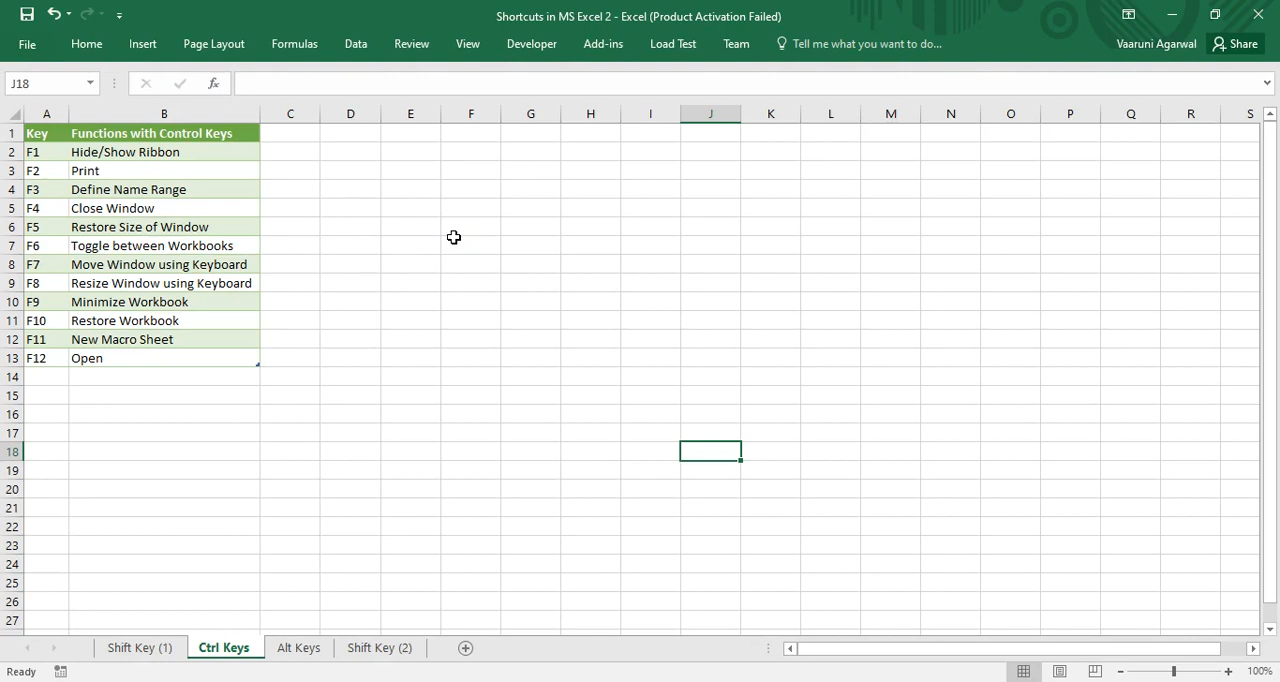 Shortcuts in MS Excel 2 - Excel (Product Activation Failed)
File Home Insert Page Layout Formulas Data Review View Developer Add-ins Load Test Team Tell me what you want to do... Vaaruni Agarwal Share
J18 fx
A B C D E F G H I J K L M N O P Q R S
1 Key Functions with Control Keys
2 F1 Hide/Show Ribbon
3 F2 Print
4 F3 Define Name Range
5 F4 Close Window
6 F5 Restore Size of Window
7 F6 Toggle between Workbooks
8 F7 Move Window using Keyboard
9 F8 Resize Window using Keyboard
10 F9 Minimize Workbook
11 F10 Restore Workbook
12 F11 New Macro Sheet
13 F12 Open
14
15
16
17
18
19
20
21
22
23
24
25
26
27
Shift Key (1) Ctrl Keys Alt Keys Shift Key (2)
Ready 100%